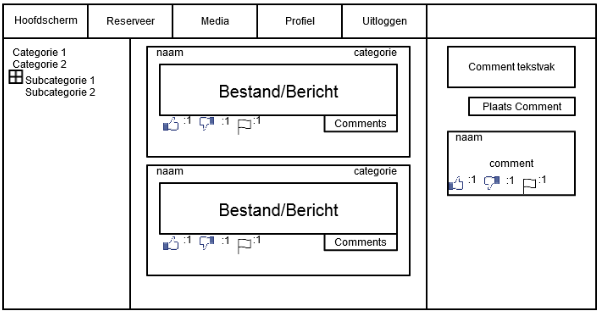 Hoofdscherm Reserveer Media Profiel Uitloggen
Categorie 1
Categorie 2
Subcategorie 1
Subcategorie 2
naam categorie
Bestand/Bericht
:1 :1 :1
Comments
naam categorie
Bestand/Bericht
:1 :1 :1
Comments
Comment tekstvak
Plaats Comment
naam
comment
:1 :1 :1